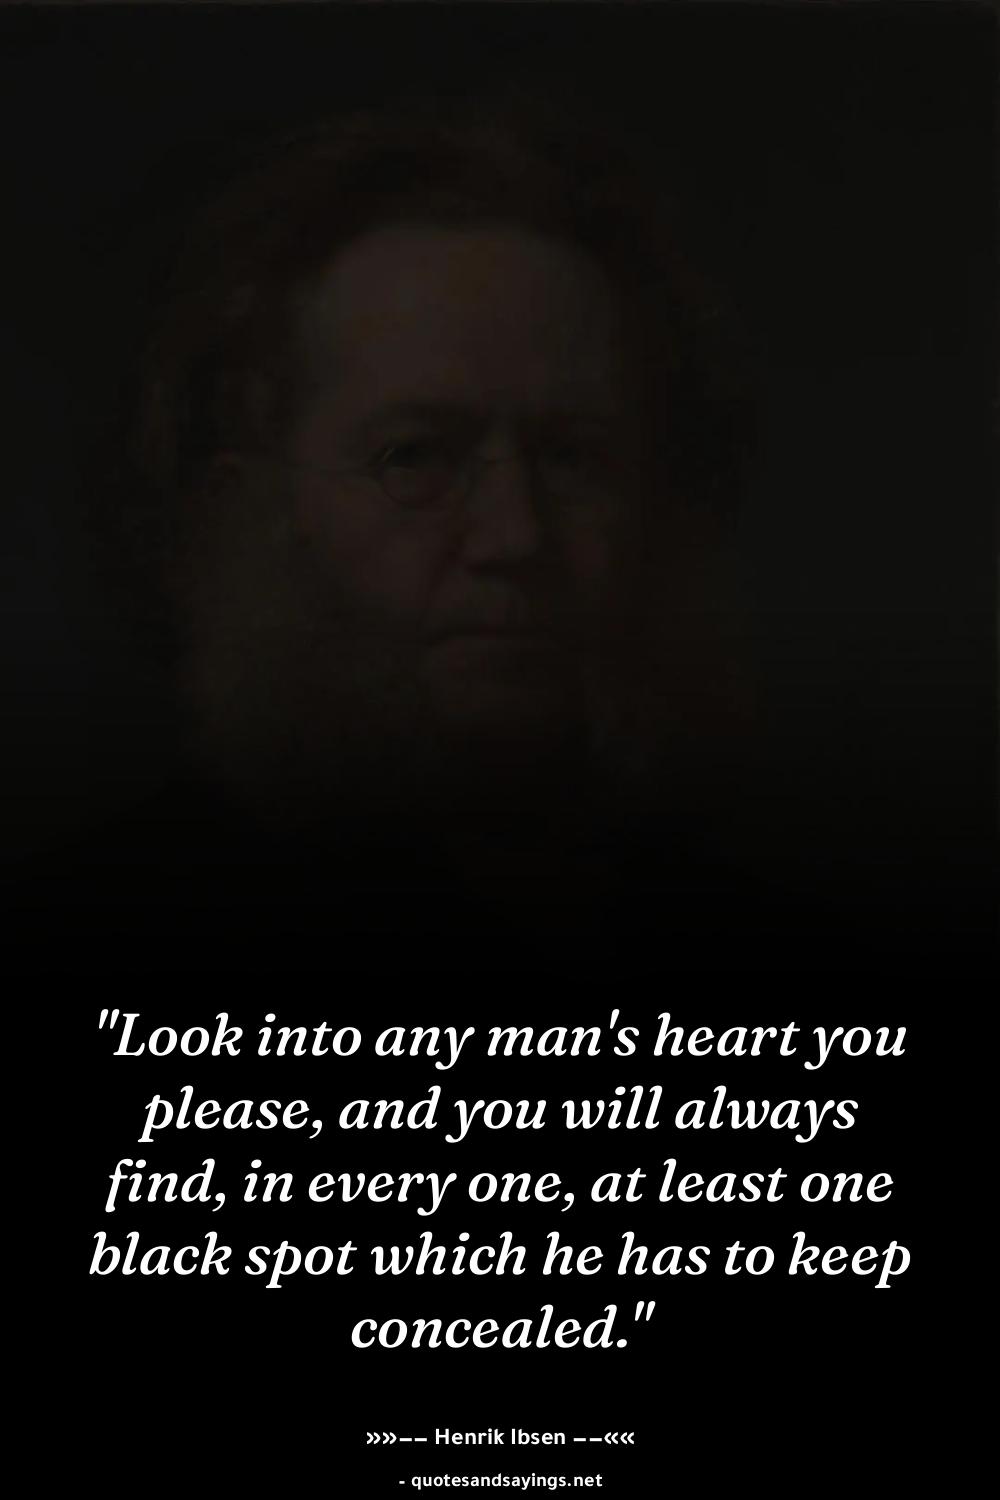 "Look into any man's heart you
please, and you will always
find, in every one, at least one
black spot which he has to keep
concealed."
»»−− Henrik Ibsen −−««
- quotesandsayings.net